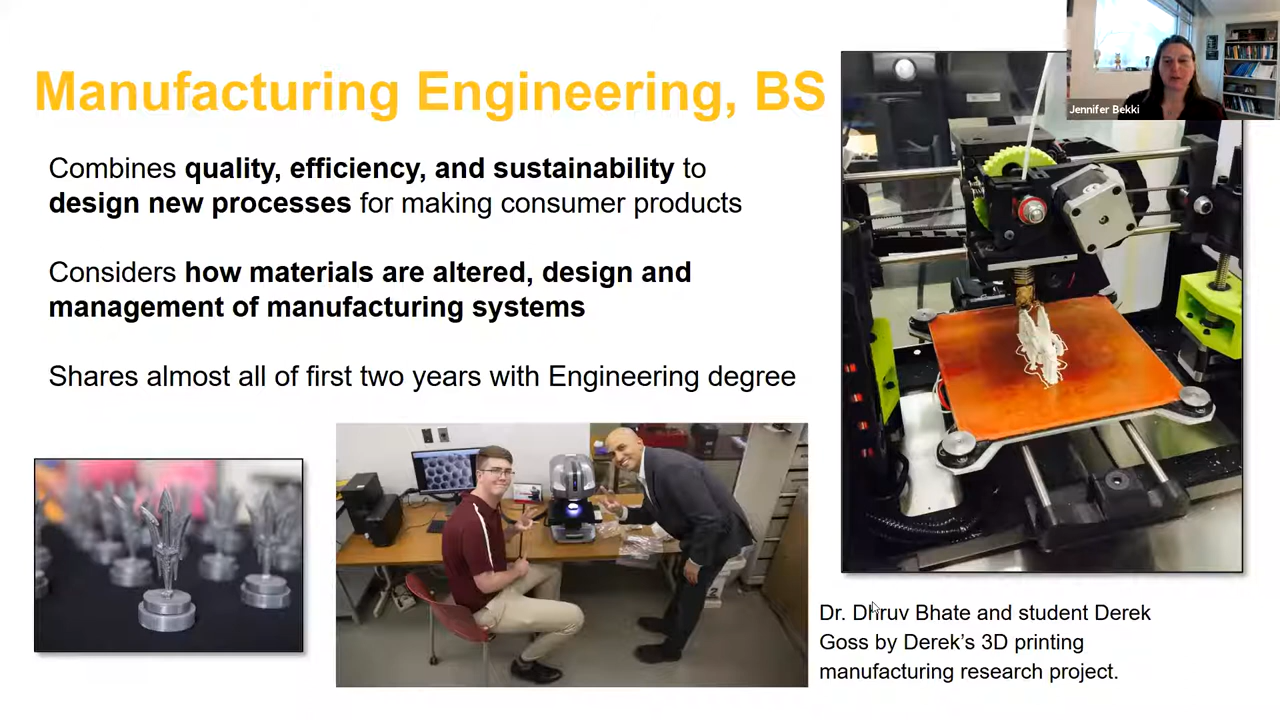 Manufacturing Engineering, BS
Jennifer Bekki
Combines quality, efficiency, and sustainability to
design new processes for making consumer products
Considers how materials are altered, design and
management of manufacturing systems
Shares almost all of first two years with Engineering degree
Dr. Dhruv Bhate and student Derek
Goss by Derek’s 3D printing
manufacturing research project.